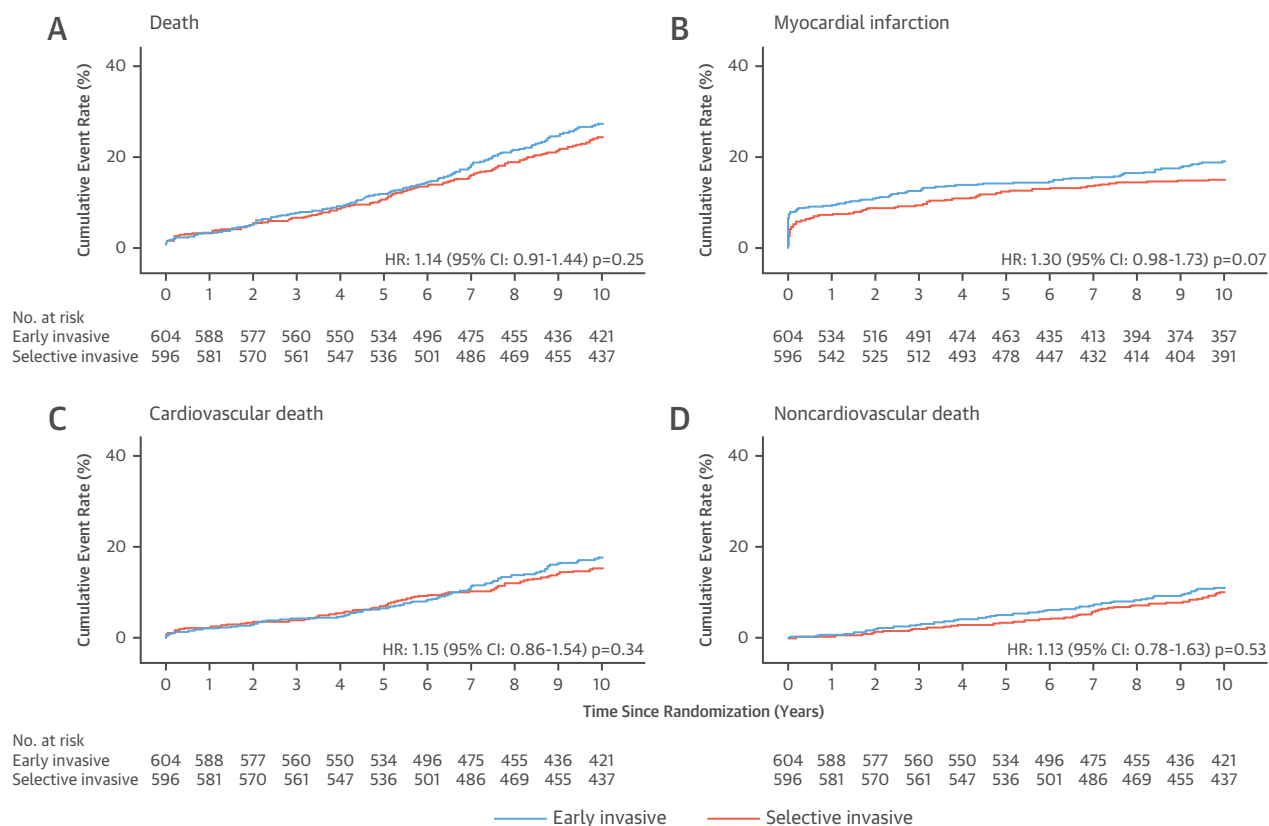 A Death
Cumulative Event Rate (%)
40
20
0
HR: 1.14 (95% CI: 0.91-1.44) p=0.25
0 1 2 3 4 5 6 7 8 9 10
No. at risk
Early invasive 604 588 577 560 550 534 496 475 455 436 421
Selective invasive 596 581 570 561 547 536 501 486 469 455 437
B Myocardial infarction
Cumulative Event Rate (%)
40
20
0
HR: 1.30 (95% CI: 0.98-1.73) p=0.07
0 1 2 3 4 5 6 7 8 9 10
604 534 516 491 474 463 435 413 394 374 357
596 542 525 512 493 478 447 432 414 404 391
C Cardiovascular death
Cumulative Event Rate (%)
40
20
0
HR: 1.15 (95% CI: 0.86-1.54) p=0.34
0 1 2 3 4 5 6 7 8 9 10
D Noncardiovascular death
Cumulative Event Rate (%)
40
20
0
HR: 1.13 (95% CI: 0.78-1.63) p=0.53
0 1 2 3 4 5 6 7 8 9 10
Time Since Randomization (Years)
No. at risk
Early invasive 604 588 577 560 550 534 496 475 455 436 421
Selective invasive 596 581 570 561 547 536 501 486 469 455 437
604 588 577 560 550 534 496 475 455 436 421
596 581 570 561 547 536 501 486 469 455 437
Early invasive Selective invasive